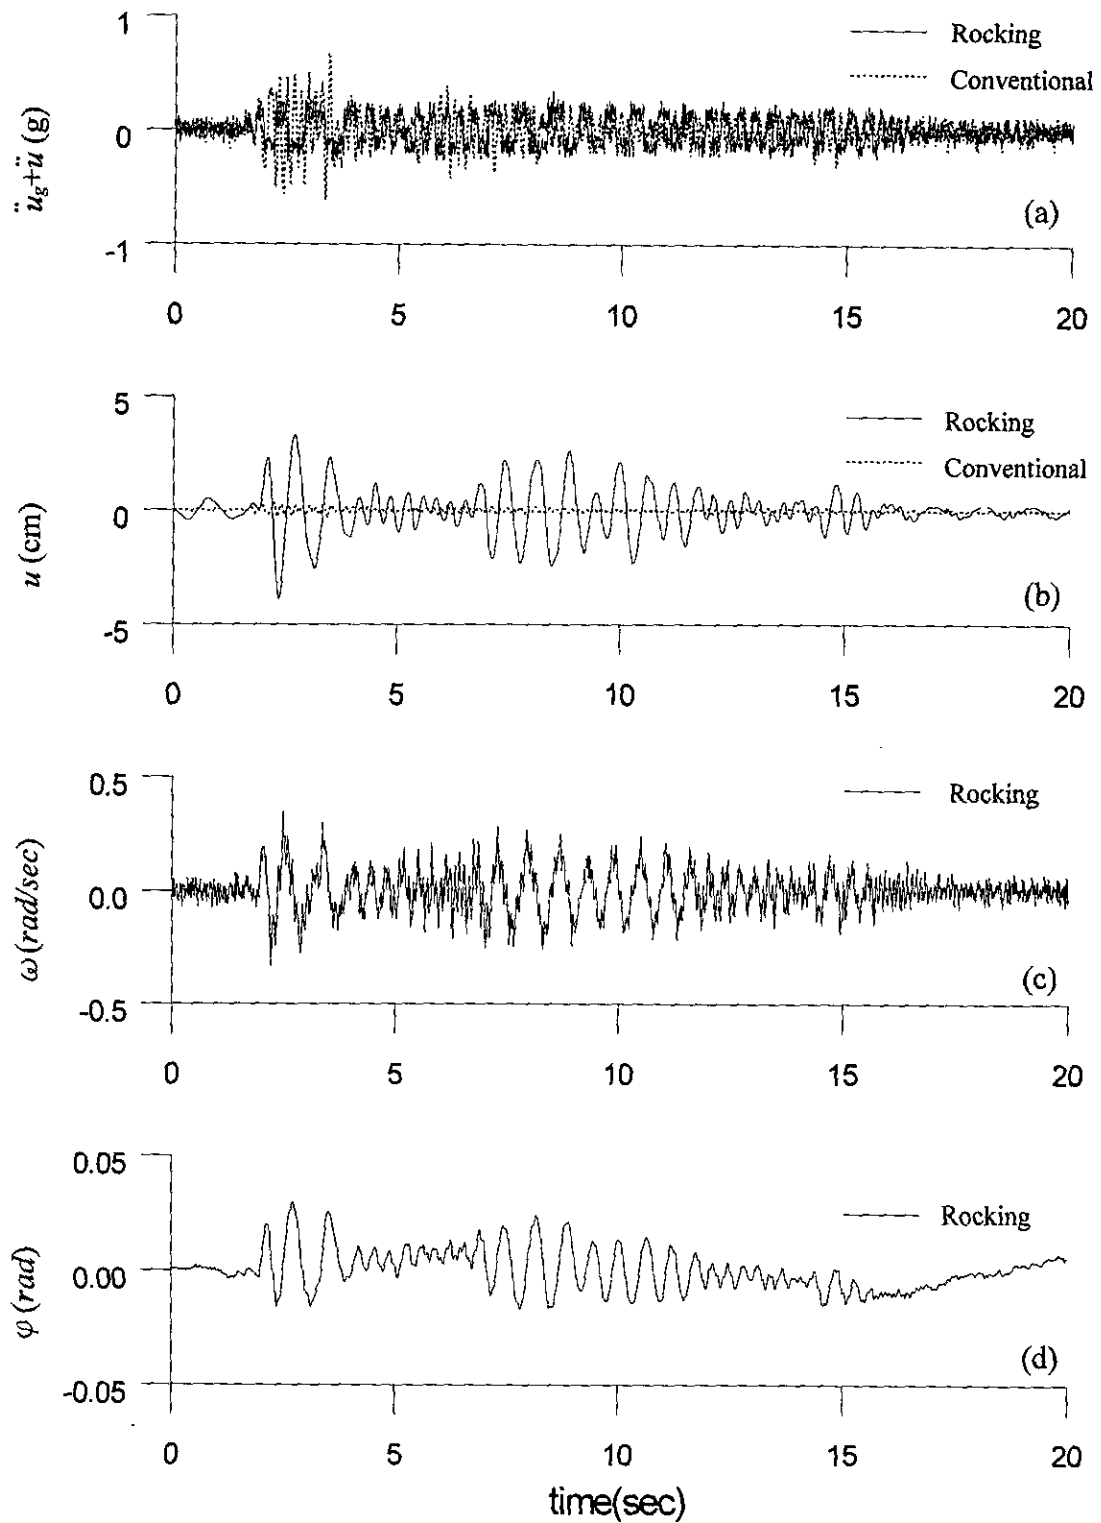 1
Rocking
Conventional
0
-1
ü_g+ü (g)
(a)
0 5 10 15 20
5
Rocking
Conventional
0
-5
u (cm)
(b)
0 5 10 15 20
0.5
Rocking
0.0
-0.5
ω (rad/sec)
(c)
0 5 10 15 20
0.05
Rocking
0.00
-0.05
φ (rad)
(d)
0 5 10 15 20
time(sec)